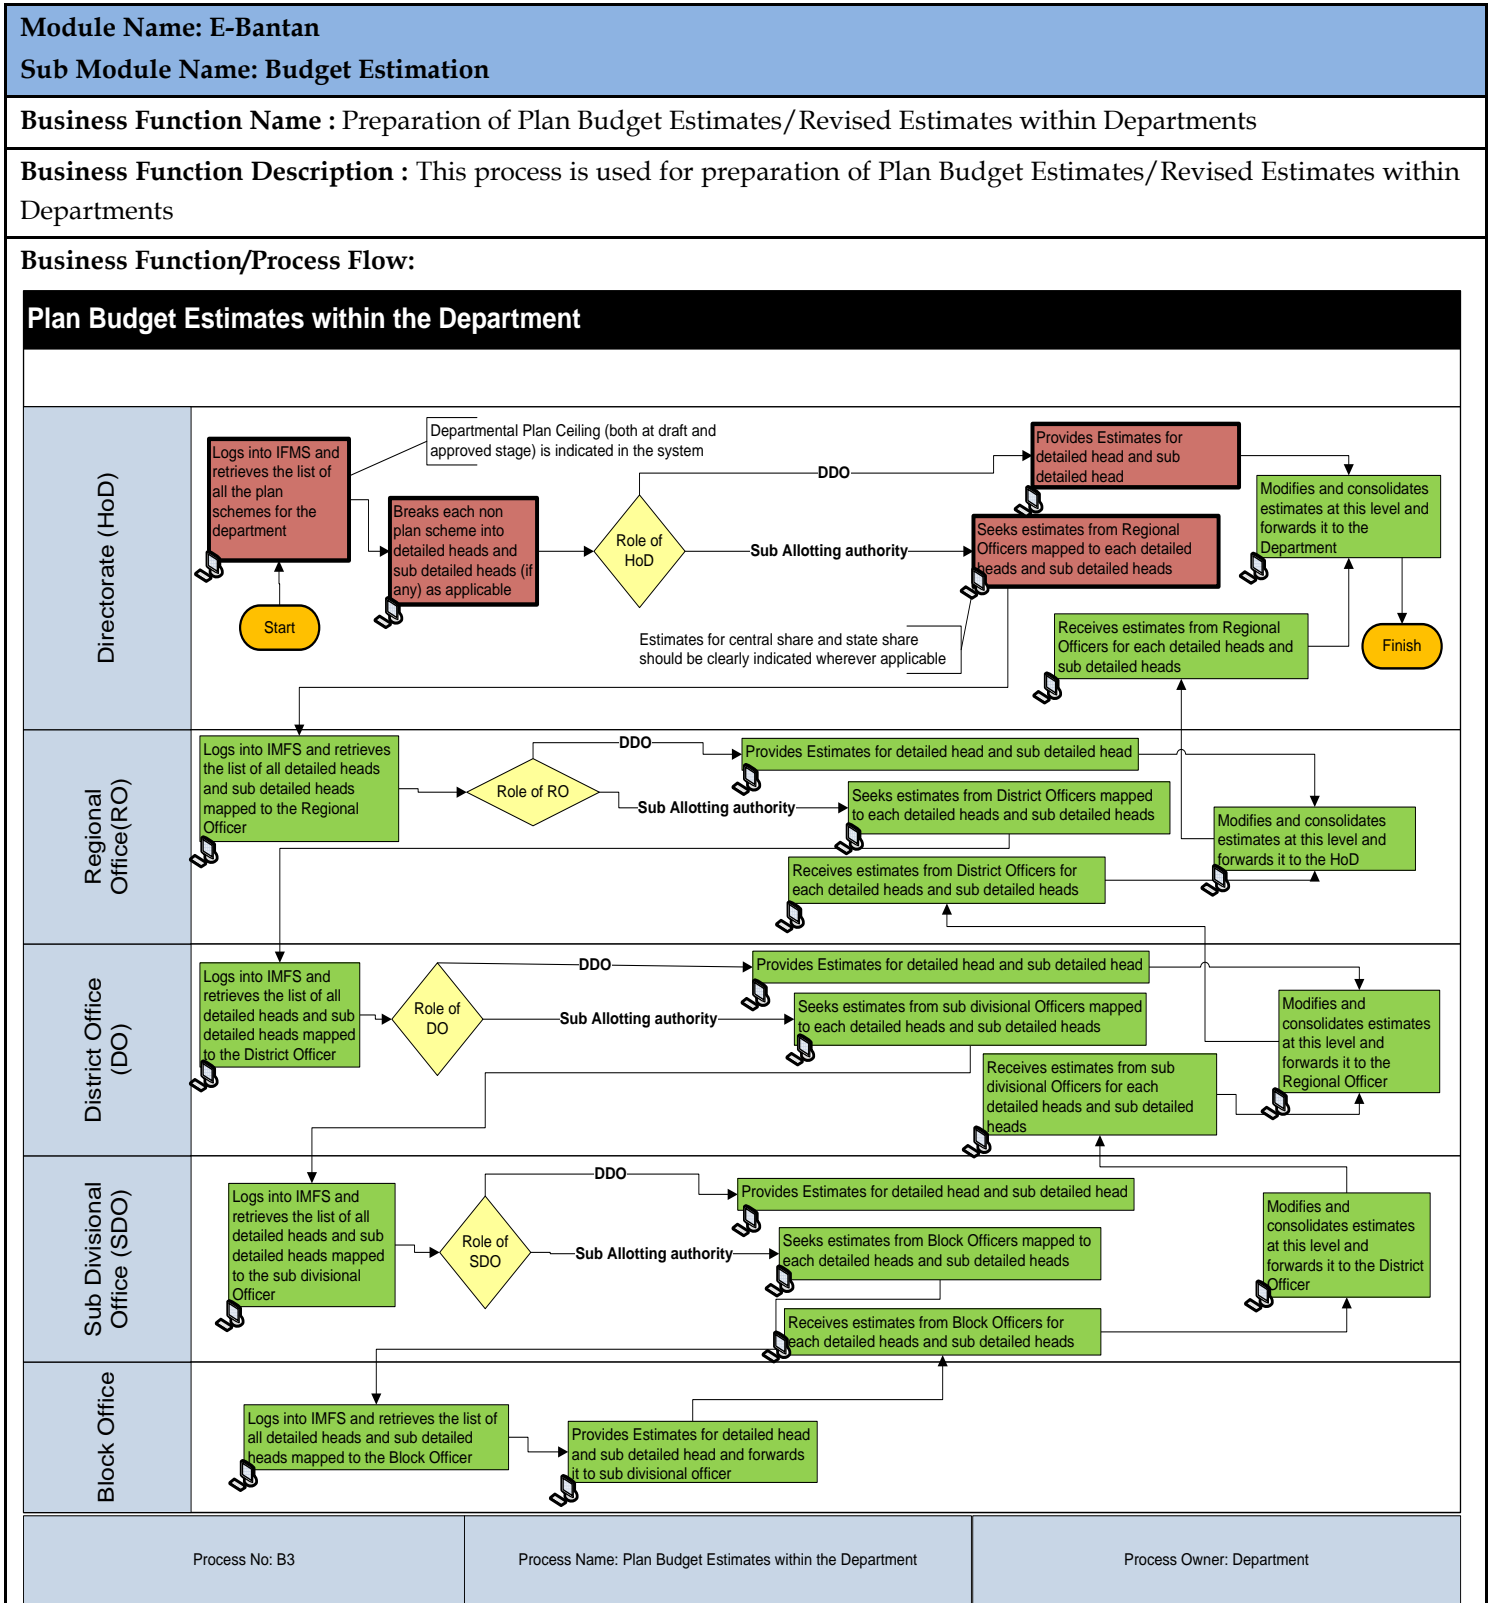 Module Name: E-Bantan
Sub Module Name: Budget Estimation
Business Function Name : Preparation of Plan Budget Estimates/Revised Estimates within Departments
Business Function Description : This process is used for preparation of Plan Budget Estimates/Revised Estimates within
Departments
Business Function/Process Flow:
Plan Budget Estimates within the Department
Directorate (HoD)
Logs into IFMS and
retrieves the list of
all the plan
schemes for the
department
Departmental Plan Ceiling (both at draft and
approved stage) is indicated in the system
Start
Breaks each non
plan scheme into
detailed heads and
sub detailed heads (if
any) as applicable
Role of
HoD
DDO
Sub Allotting authority
Provides Estimates for
detailed head and sub
detailed head
Seeks estimates from Regional
Officers mapped to each detailed
heads and sub detailed heads
Estimates for central share and state share
should be clearly indicated wherever applicable
Modifies and consolidates
estimates at this level and
forwards it to the
Department
Receives estimates from Regional
Officers for each detailed heads and
sub detailed heads
Finish
Regional
Office(RO)
Logs into IMFS and retrieves
the list of all detailed heads
and sub detailed heads
mapped to the Regional
Officer
Role of RO
DDO
Sub Allotting authority
Provides Estimates for detailed head and sub detailed head
Seeks estimates from District Officers mapped
to each detailed heads and sub detailed heads
Receives estimates from District Officers for
each detailed heads and sub detailed heads
Modifies and consolidates
estimates at this level and
forwards it to the HoD
District Office
(DO)
Logs into IMFS and
retrieves the list of all
detailed heads and sub
detailed heads mapped
to the District Officer
Role of
DO
DDO
Sub Allotting authority
Provides Estimates for detailed head and sub detailed head
Seeks estimates from sub divisional Officers mapped
to each detailed heads and sub detailed heads
Receives estimates from sub
divisional Officers for each
detailed heads and sub detailed
heads
Modifies and
consolidates estimates
at this level and
forwards it to the
Regional Officer
Sub Divisional
Office (SDO)
Logs into IMFS and
retrieves the list of all
detailed heads and sub
detailed heads mapped
to the sub divisional
Officer
Role of
SDO
DDO
Sub Allotting authority
Provides Estimates for detailed head and sub detailed head
Seeks estimates from Block Officers mapped to
each detailed heads and sub detailed heads
Receives estimates from Block Officers for
each detailed heads and sub detailed heads
Modifies and
consolidates estimates
at this level and
forwards it to the District
Officer
Block Office
Logs into IMFS and retrieves the list of
all detailed heads and sub detailed
heads mapped to the Block Officer
Provides Estimates for detailed head
and sub detailed head and forwards
it to sub divisional officer
Process No: B3
Process Name: Plan Budget Estimates within the Department
Process Owner: Department